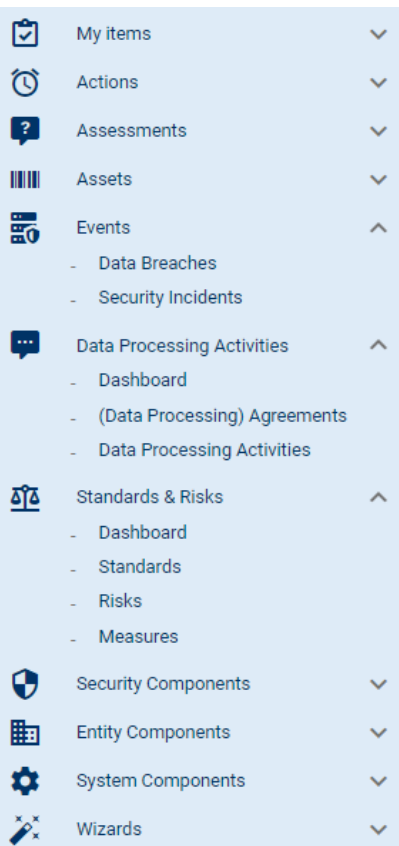 My items
Actions
? Assessments
Assets
Events
- Data Breaches
- Security Incidents
Data Processing Activities
- Dashboard
- (Data Processing) Agreements
- Data Processing Activities
Standards & Risks
- Dashboard
- Standards
- Risks
- Measures
Security Components
Entity Components
System Components
Wizards